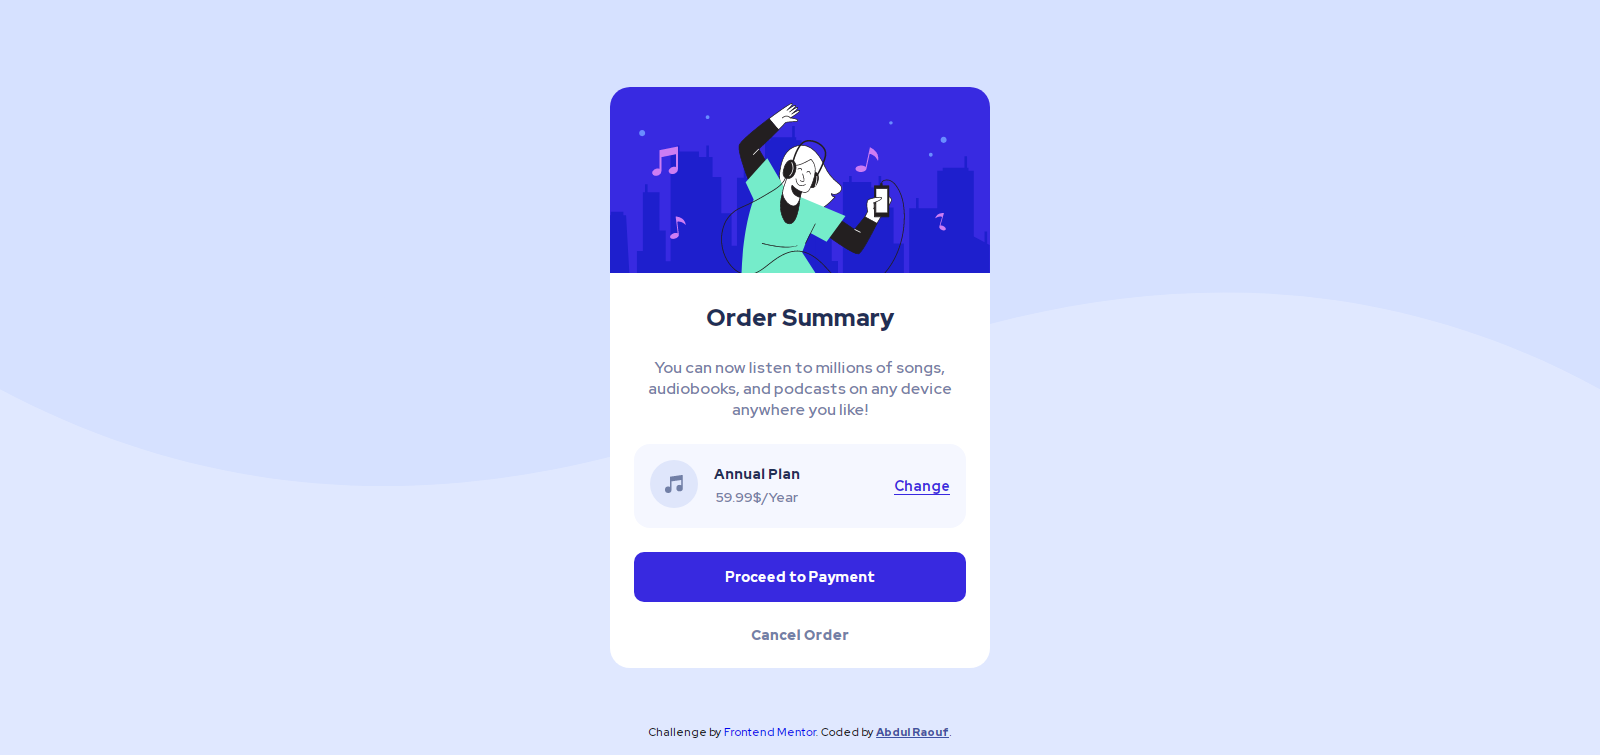 Order Summary
You can now listen to millions of songs,
audiobooks, and podcasts on any device
anywhere you like!
Annual Plan
59.99$/Year
Change
Proceed to Payment
Cancel Order
Challenge by Frontend Mentor. Coded by Abdul Raouf.